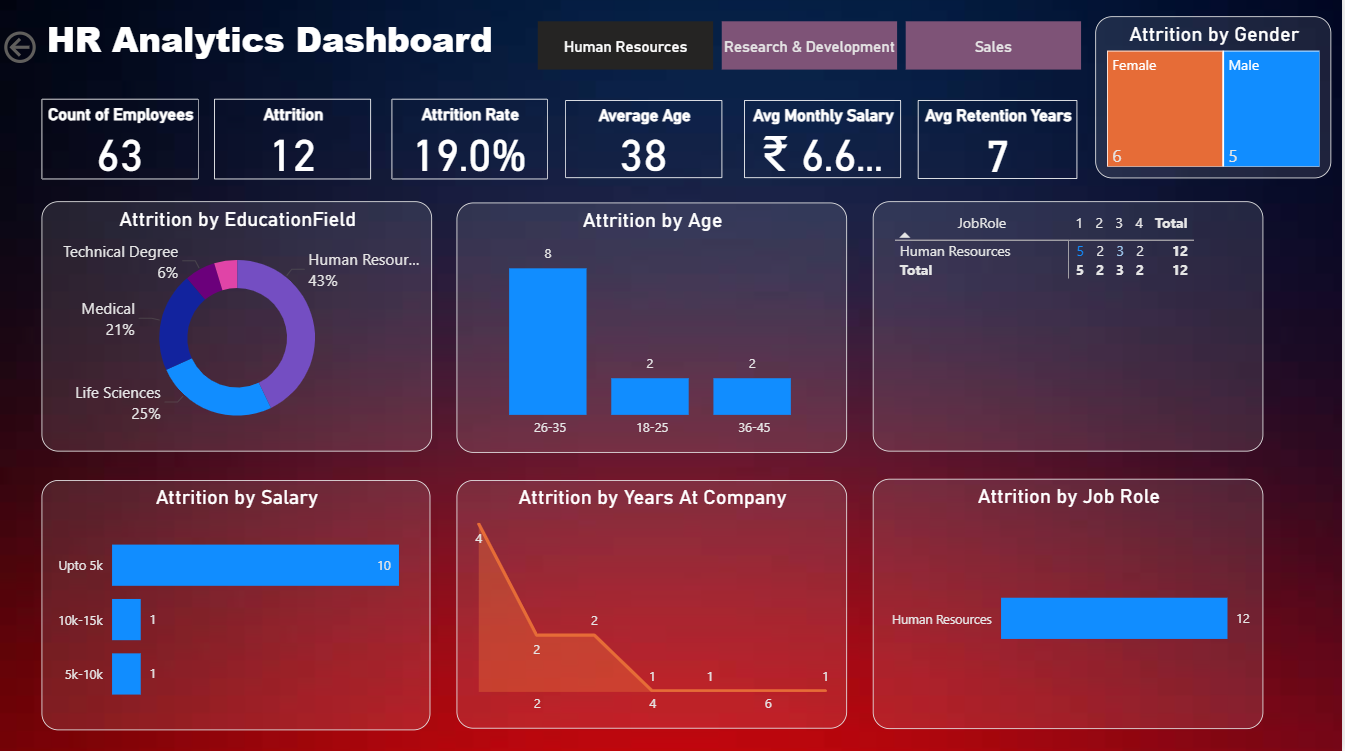 HR Analytics Dashboard
Human Resources
Research & Development
Sales
Attrition by Gender
Female
Male
6
5
Count of Employees
63
Attrition
12
Attrition Rate
19.0%
Average Age
38
Avg Monthly Salary
₹ 6.6...
Avg Retention Years
7
Attrition by EducationField
Technical Degree
6%
Human Resour...
43%
Medical
21%
Life Sciences
25%
Attrition by Age
8
2
2
26-35
18-25
36-45
JobRole 1 2 3 4 Total
Human Resources 5 2 3 2 12
Total 5 2 3 2 12
Attrition by Salary
Upto 5k 10
10k-15k 1
5k-10k 1
Attrition by Years At Company
4
2
2
1
1
1
2
4
6
Attrition by Job Role
Human Resources 12